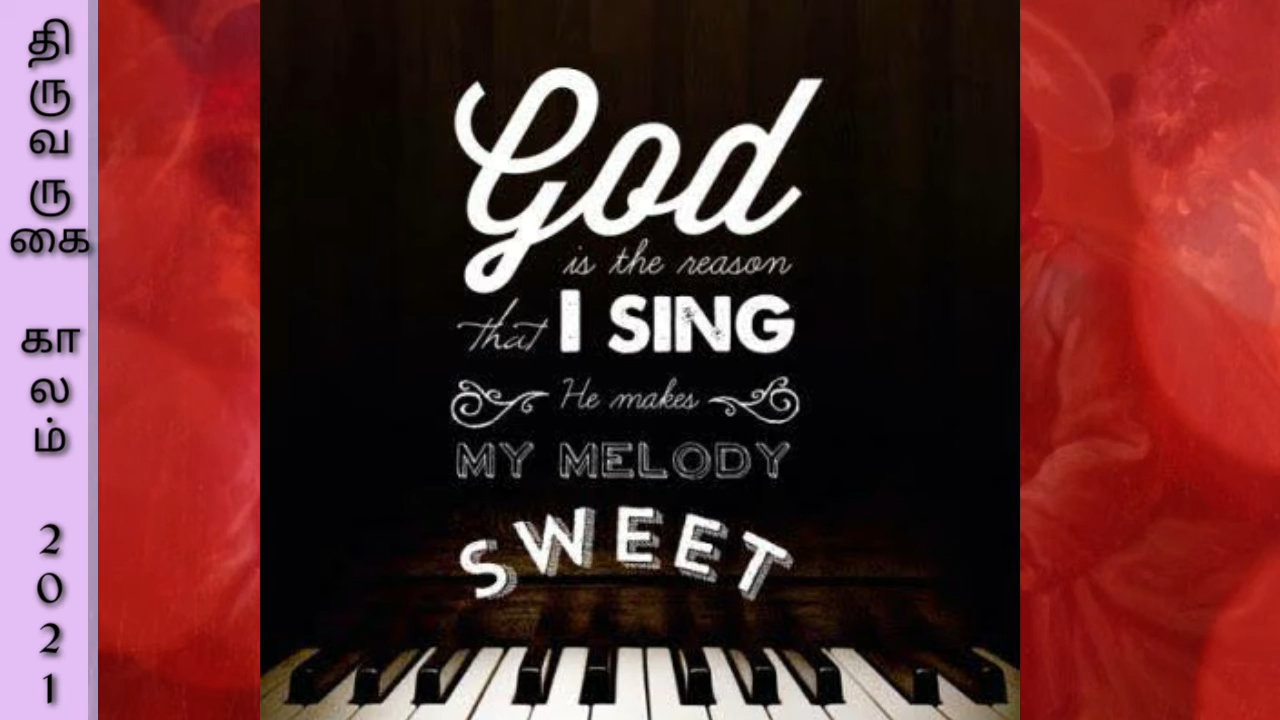 திருவருகை காலம் 2021
God
is the reason
that I SING
He makes
MY MELODY
SWEET